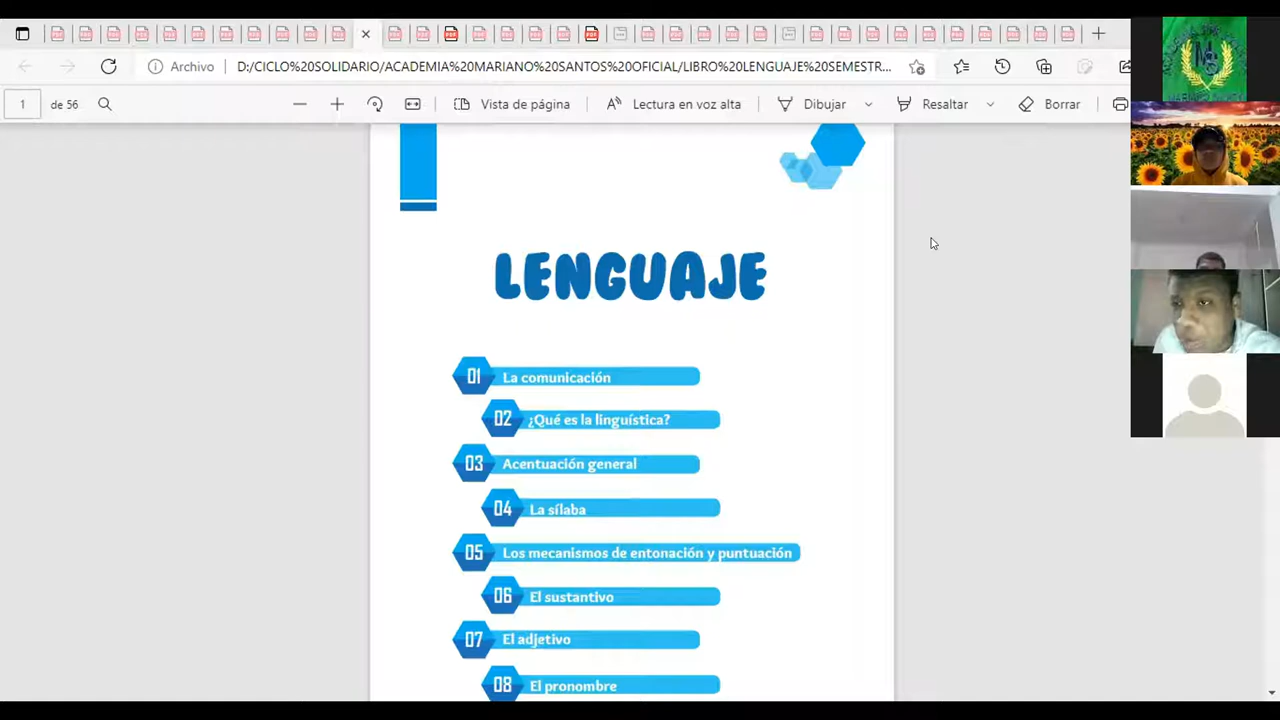 Archivo
D:/CICLO%20SOLIDARIO/ACADEMIA%20MARIANO%20SANTOS%20OFICIAL/LIBRO%20LENGUAJE%20SEMESTR...
1 de 56
Vista de página
Lectura en voz alta
Dibujar
Resaltar
Borrar
LENGUAJE
01 La comunicación
02 ¿Qué es la linguística?
03 Acentuación general
04 La sílaba
05 Los mecanismos de entonación y puntuación
06 El sustantivo
07 El adjetivo
08 El pronombre